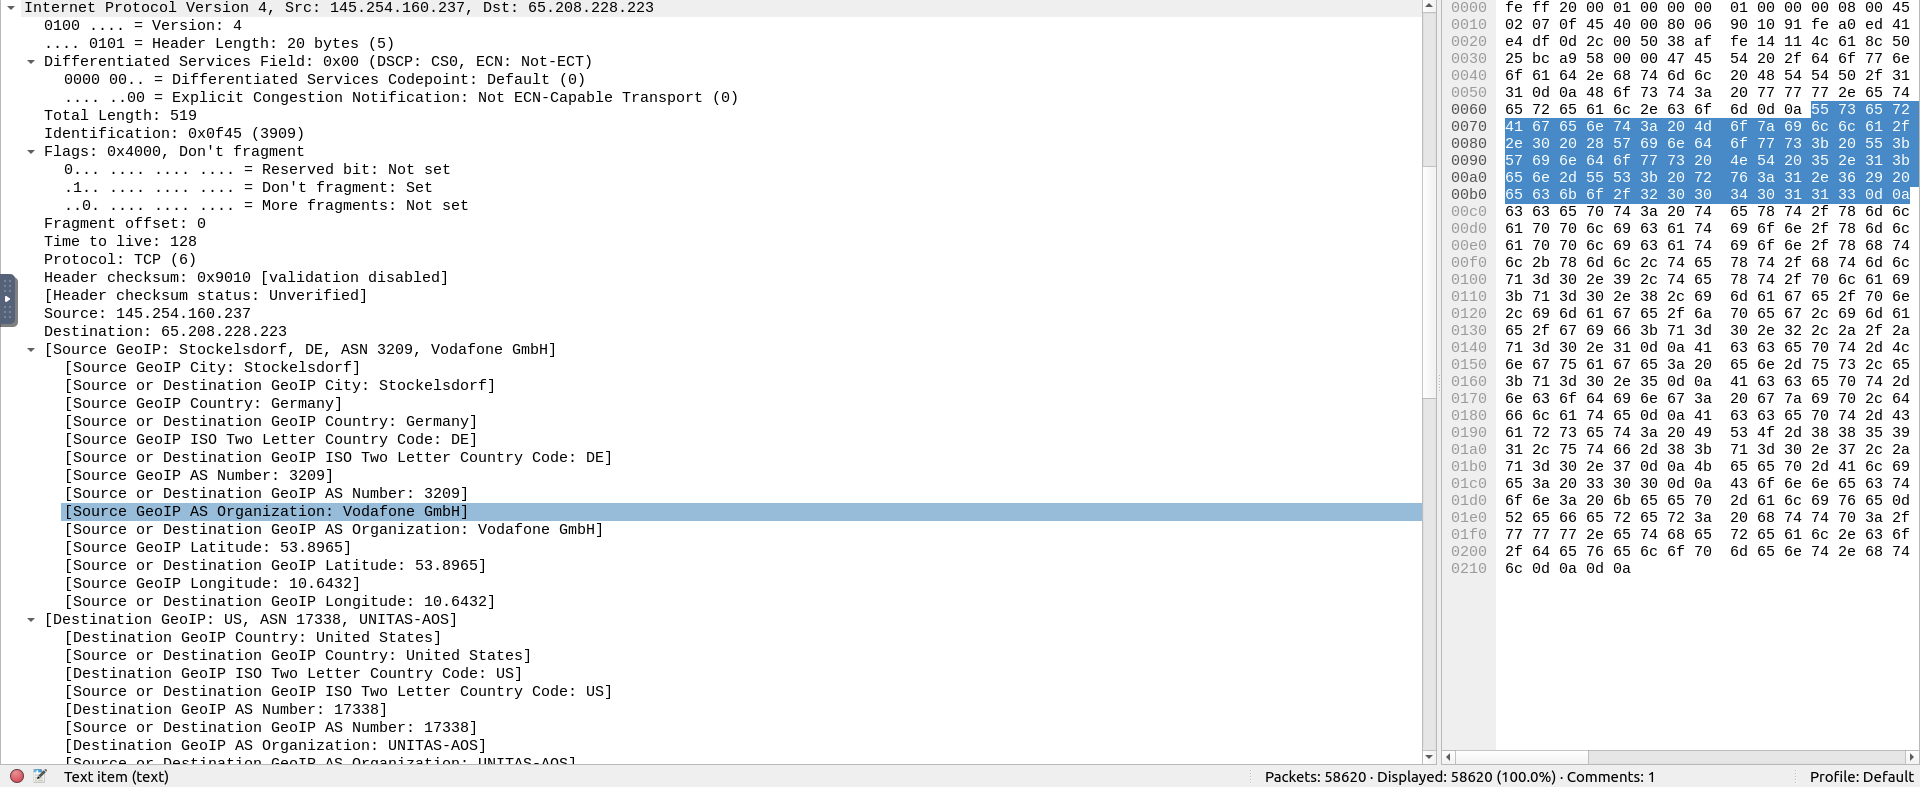 Internet Protocol Version 4, Src: 145.254.160.237, Dst: 65.208.228.223
0100 .... = Version: 4
.... 0101 = Header Length: 20 bytes (5)
Differentiated Services Field: 0x00 (DSCP: CS0, ECN: Not-ECT)
0000 00.. = Differentiated Services Codepoint: Default (0)
.... ..00 = Explicit Congestion Notification: Not ECN-Capable Transport (0)
Total Length: 519
Identification: 0x0f45 (3909)
Flags: 0x4000, Don't fragment
0... .... .... .... = Reserved bit: Not set
.1.. .... .... .... = Don't fragment: Set
..0. .... .... .... = More fragments: Not set
Fragment offset: 0
Time to live: 128
Protocol: TCP (6)
Header checksum: 0x9010 [validation disabled]
[Header checksum status: Unverified]
Source: 145.254.160.237
Destination: 65.208.228.223
[Source GeoIP: Stockelsdorf, DE, ASN 3209, Vodafone GmbH]
[Source GeoIP City: Stockelsdorf]
[Source or Destination GeoIP City: Stockelsdorf]
[Source GeoIP Country: Germany]
[Source or Destination GeoIP Country: Germany]
[Source GeoIP ISO Two Letter Country Code: DE]
[Source or Destination GeoIP ISO Two Letter Country Code: DE]
[Source GeoIP AS Number: 3209]
[Source or Destination GeoIP AS Number: 3209]
[Source GeoIP AS Organization: Vodafone GmbH]
[Source or Destination GeoIP AS Organization: Vodafone GmbH]
[Source GeoIP Latitude: 53.8965]
[Source or Destination GeoIP Latitude: 53.8965]
[Source GeoIP Longitude: 10.6432]
[Source or Destination GeoIP Longitude: 10.6432]
[Destination GeoIP: US, ASN 17338, UNITAS-AOS]
[Destination GeoIP Country: United States]
[Source or Destination GeoIP Country: United States]
[Destination GeoIP ISO Two Letter Country Code: US]
[Source or Destination GeoIP ISO Two Letter Country Code: US]
[Destination GeoIP AS Number: 17338]
[Source or Destination GeoIP AS Number: 17338]
[Destination GeoIP AS Organization: UNITAS-AOS]
[Source or Destination GeoIP AS Organization: UNITAS-AOS]
0000 fe ff 20 00 01 00 00 00 01 00 00 00 08 00 45
0010 02 07 0f 45 40 00 80 06 90 10 91 fe a0 ed 41
0020 e4 df 0d 2c 00 50 38 af fe 14 11 4c 61 8c 50
0030 25 bc a9 58 00 00 47 45 54 20 2f 64 6f 77 6e
0040 6f 61 64 2e 68 74 6d 6c 20 48 54 54 50 2f 31
0050 31 0d 0a 48 6f 73 74 3a 20 77 77 77 2e 65 74
0060 65 72 65 61 6c 2e 63 6f 6d 0d 0a 55 73 65 72
0070 41 67 65 6e 74 3a 20 4d 6f 7a 69 6c 6c 61 2f
0080 2e 30 20 28 57 69 6e 64 6f 77 73 3b 20 55 3b
0090 57 69 6e 64 6f 77 73 20 4e 54 20 35 2e 31 3b
00a0 65 6e 2d 55 53 3b 20 72 76 3a 31 2e 36 29 20
00b0 65 63 6b 6f 2f 32 30 30 34 30 31 31 33 0d 0a
00c0 63 63 65 70 74 3a 20 74 65 78 74 2f 78 6d 6c
00d0 61 70 70 6c 69 63 61 74 69 6f 6e 2f 78 6d 6c
00e0 61 70 70 6c 69 63 61 74 69 6f 6e 2f 78 68 74
00f0 6c 2b 78 6d 6c 2c 74 65 78 74 2f 68 74 6d 6c
0100 71 3d 30 2e 39 2c 74 65 78 74 2f 70 6c 61 69
0110 3b 71 3d 30 2e 38 2c 69 6d 61 67 65 2f 70 6e
0120 2c 69 6d 61 67 65 2f 6a 70 65 67 2c 69 6d 61
0130 65 2f 67 69 66 3b 71 3d 30 2e 32 2c 2a 2f 2a
0140 71 3d 30 2e 31 0d 0a 41 63 63 65 70 74 2d 4c
0150 6e 67 75 61 67 65 3a 20 65 6e 2d 75 73 2c 65
0160 3b 71 3d 30 2e 35 0d 0a 41 63 63 65 70 74 2d
0170 6e 63 6f 64 69 6e 67 3a 20 67 7a 69 70 2c 64
0180 66 6c 61 74 65 0d 0a 41 63 63 65 70 74 2d 43
0190 61 72 73 65 74 3a 20 49 53 4f 2d 38 38 35 39
01a0 31 2c 75 74 66 2d 38 3b 71 3d 30 2e 37 2c 2a
01b0 71 3d 30 2e 37 0d 0a 4b 65 65 70 2d 41 6c 69
01c0 65 3a 20 33 30 30 0d 0a 43 6f 6e 6e 65 63 74
01d0 6f 6e 3a 20 6b 65 65 70 2d 61 6c 69 76 65 0d
01e0 52 65 66 65 72 65 72 3a 20 68 74 74 70 3a 2f
01f0 77 77 77 2e 65 74 68 65 72 65 61 6c 2e 63 6f
0200 2f 64 65 76 65 6c 6f 70 6d 65 6e 74 2e 68 74
0210 6c 0d 0a 0d 0a
Text item (text)
Packets: 58620 · Displayed: 58620 (100.0%) · Comments: 1
Profile: Default